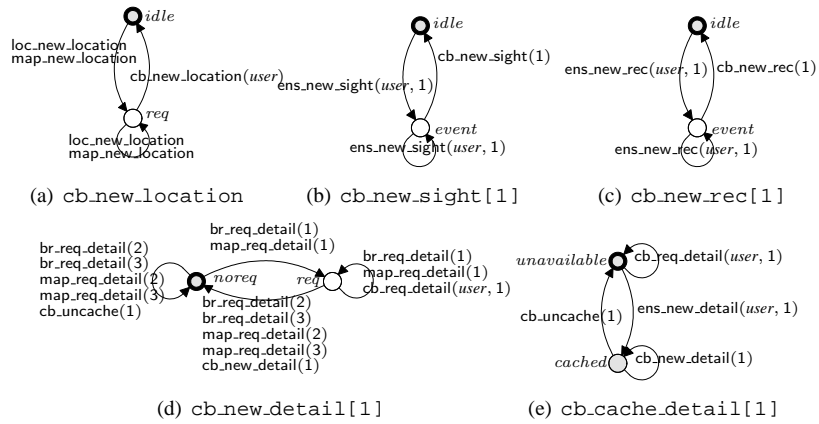 idle
loc_new_location
map_new_location
cb_new_location(user)
req
loc_new_location
map_new_location
(a) cb_new_location
idle
cb_new_sight(1)
ens_new_sight(user, 1)
event
ens_new_sight(user, 1)
(b) cb_new_sight[1]
idle
ens_new_rec(user, 1)
cb_new_rec(1)
event
ens_new_rec(user, 1)
(c) cb_new_rec[1]
br_req_detail(2)
br_req_detail(3)
map_req_detail(2)
map_req_detail(3)
cb_uncache(1)
noreq
br_req_detail(1)
map_req_detail(1)
req
br_req_detail(1)
map_req_detail(1)
cb_req_detail(user, 1)
br_req_detail(2)
br_req_detail(3)
map_req_detail(2)
map_req_detail(3)
cb_new_detail(1)
(d) cb_new_detail[1]
unavailable
cb_req_detail(user, 1)
cb_uncache(1)
ens_new_detail(user, 1)
cached
cb_new_detail(1)
(e) cb_cache_detail[1]